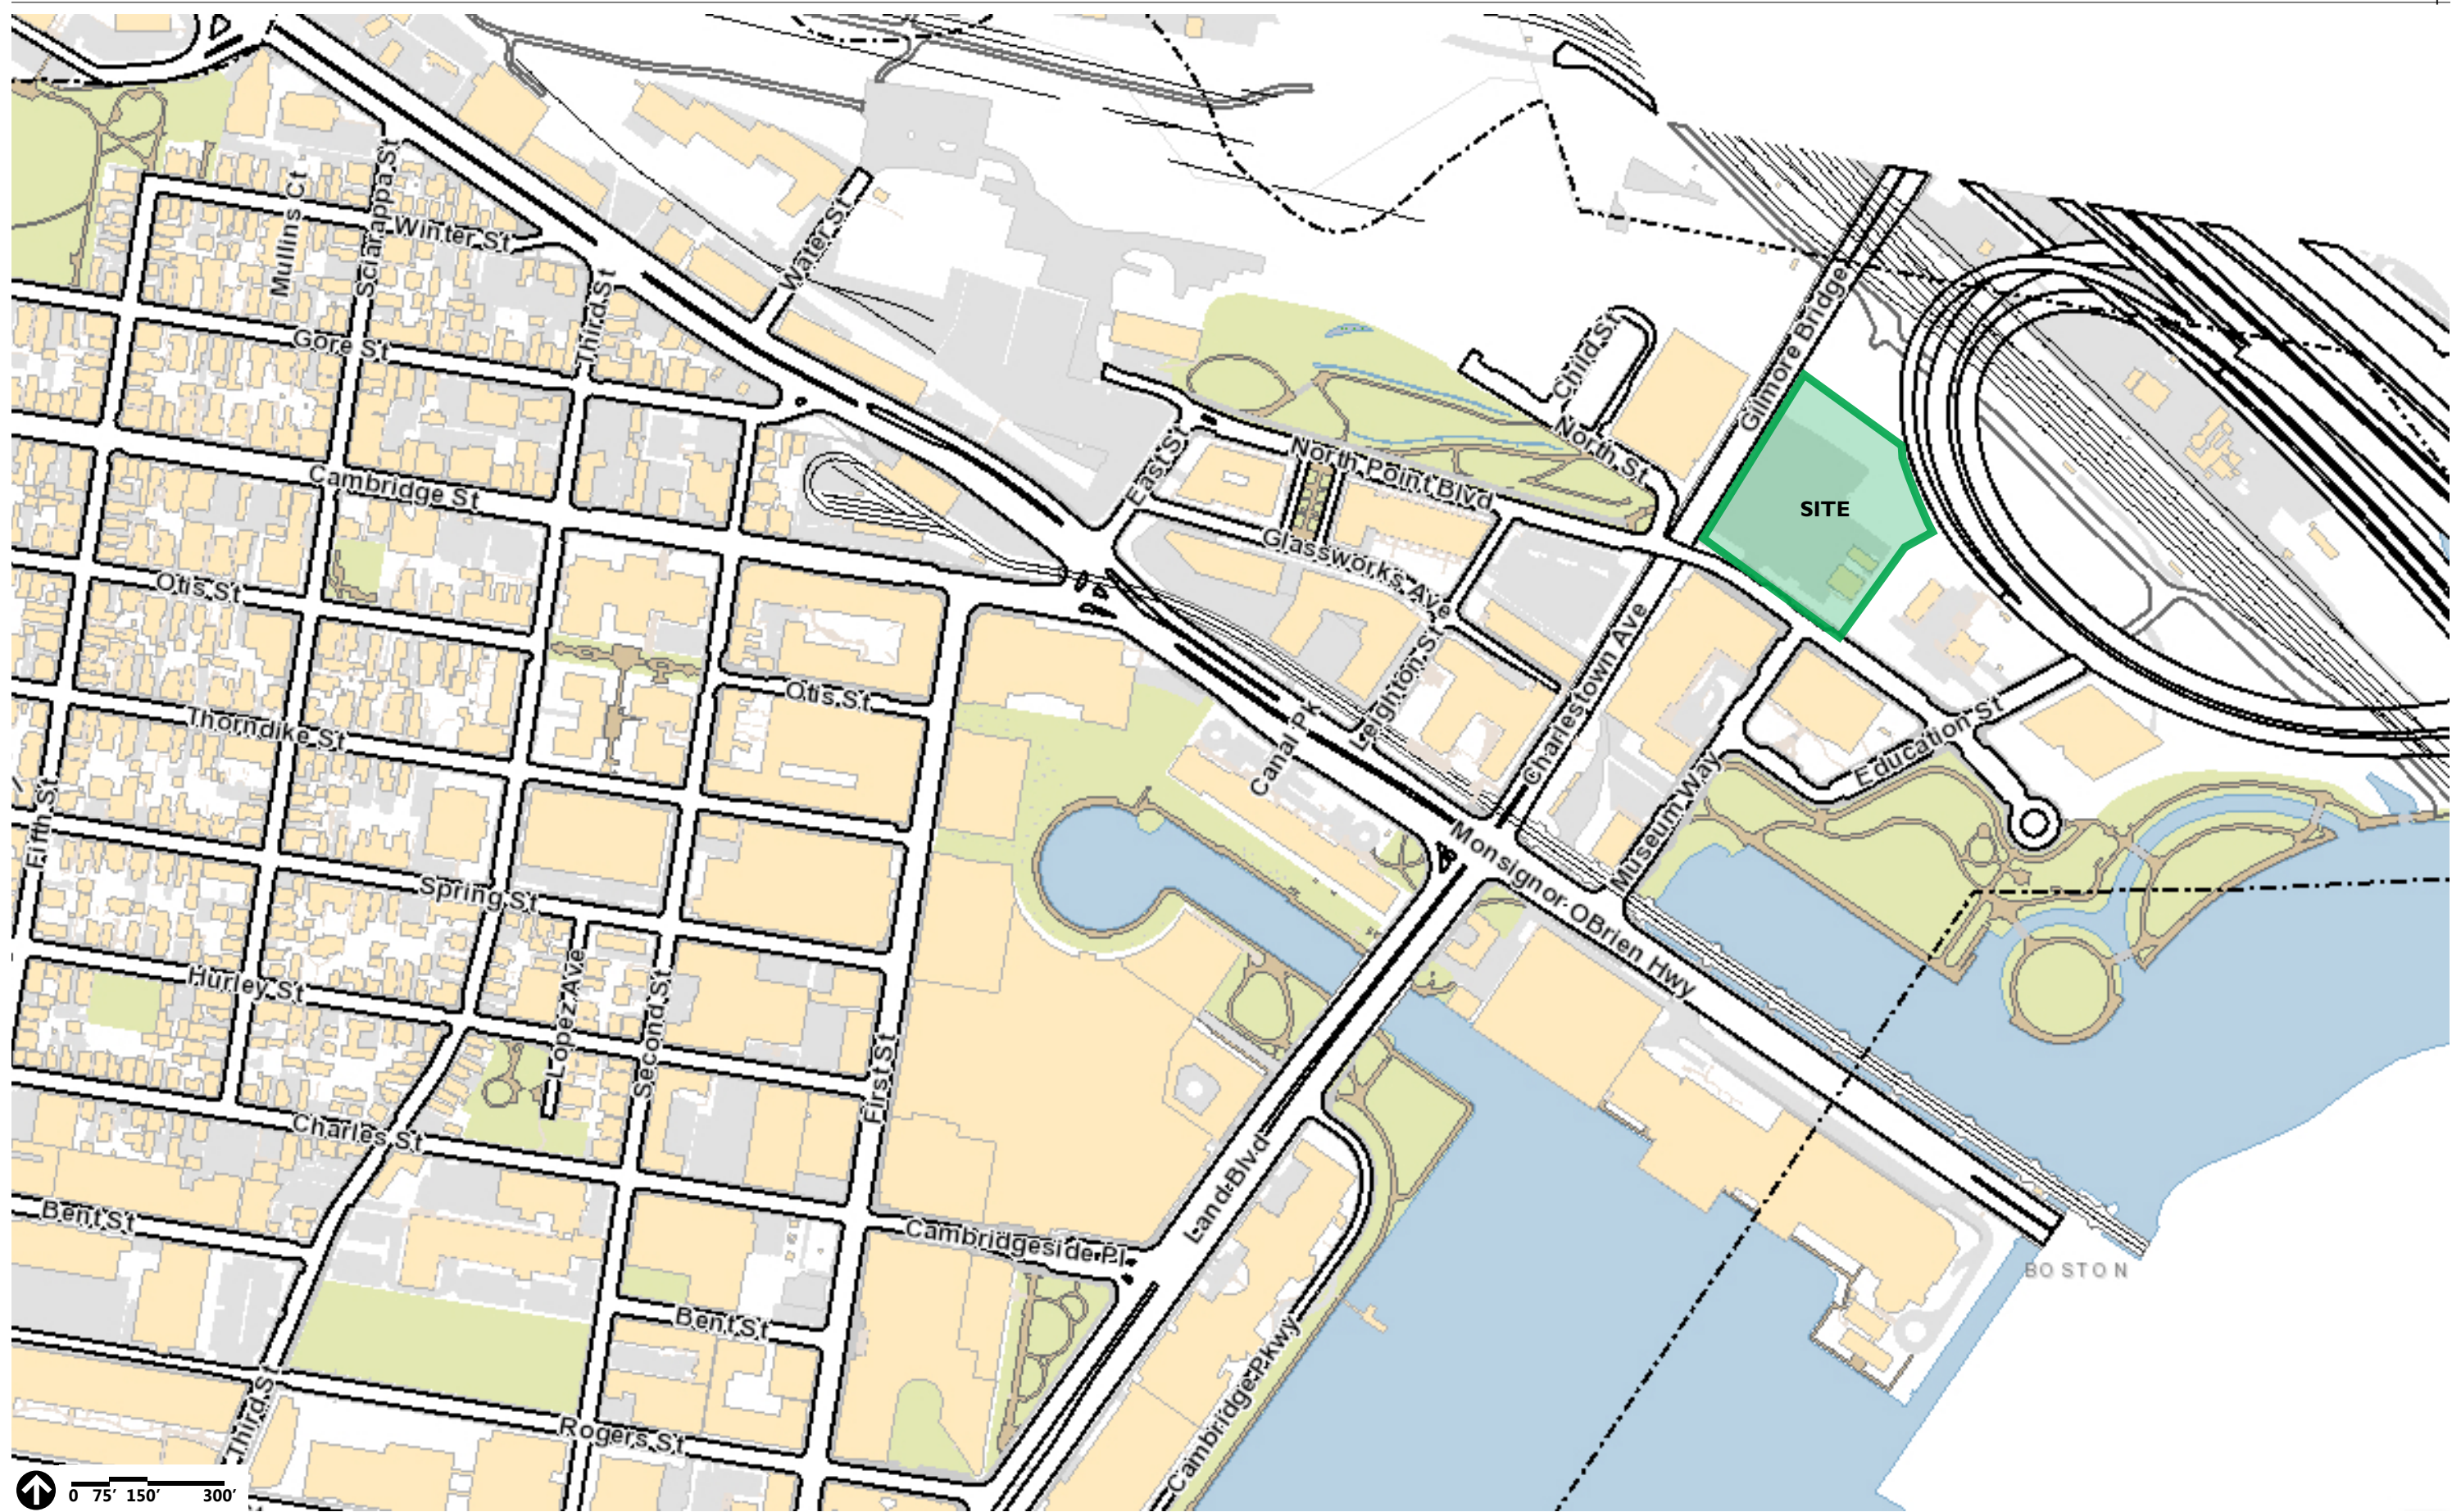 Mullins Ct
Sciarappa St
Winter St
Water St
Third St
Gore St
Gilmore Bridge
Child St
North St
East St
North Point Blvd
Cambridge St
SITE
Glassworks Ave
Otis St
Otis St
Thorndike St
Leighton St
Charlestown Ave
Canal Pk
Education St
Museum Way
Fifth St
Monsignor OBrien Hwy
Spring St
Hurley St
Lopez Ave
Second St
First St
Charles St
Land Blvd
Bent St
Cambridgeside Pl
BOSTON
Bent St
Cambridge Pkwy
Third St
Rogers St
0 75’ 150’ 300’